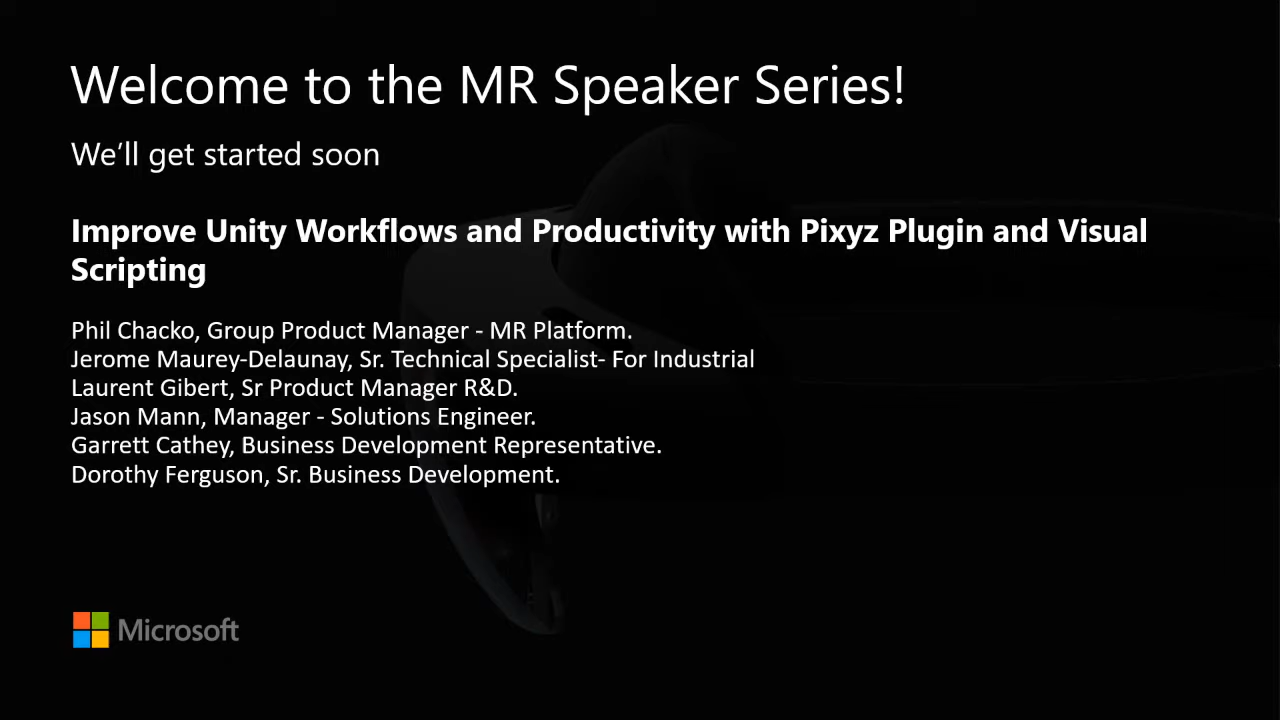 Welcome to the MR Speaker Series!
We'll get started soon
Improve Unity Workflows and Productivity with Pixyz Plugin and Visual
Scripting
Phil Chacko, Group Product Manager - MR Platform.
Jerome Maurey-Delaunay, Sr. Technical Specialist- For Industrial
Laurent Gibert, Sr Product Manager R&D.
Jason Mann, Manager - Solutions Engineer.
Garrett Cathey, Business Development Representative.
Dorothy Ferguson, Sr. Business Development.
Microsoft